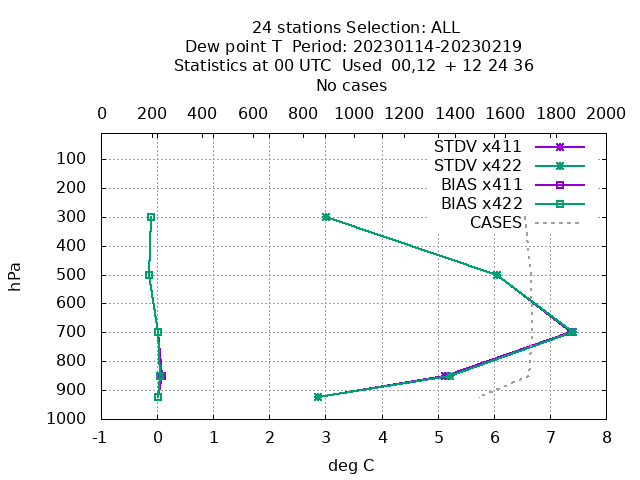 24 stations Selection: ALL
Dew point T  Period: 20230114-20230219
Statistics at 00 UTC  Used  00,12  + 12 24 36
No cases
0 200 400 600 800 1000 1200 1400 1600 1800 2000
STDV x411
STDV x422
BIAS x411
BIAS x422
CASES
hPa
100
200
300
400
500
600
700
800
900
1000
-1 0 1 2 3 4 5 6 7 8
deg C